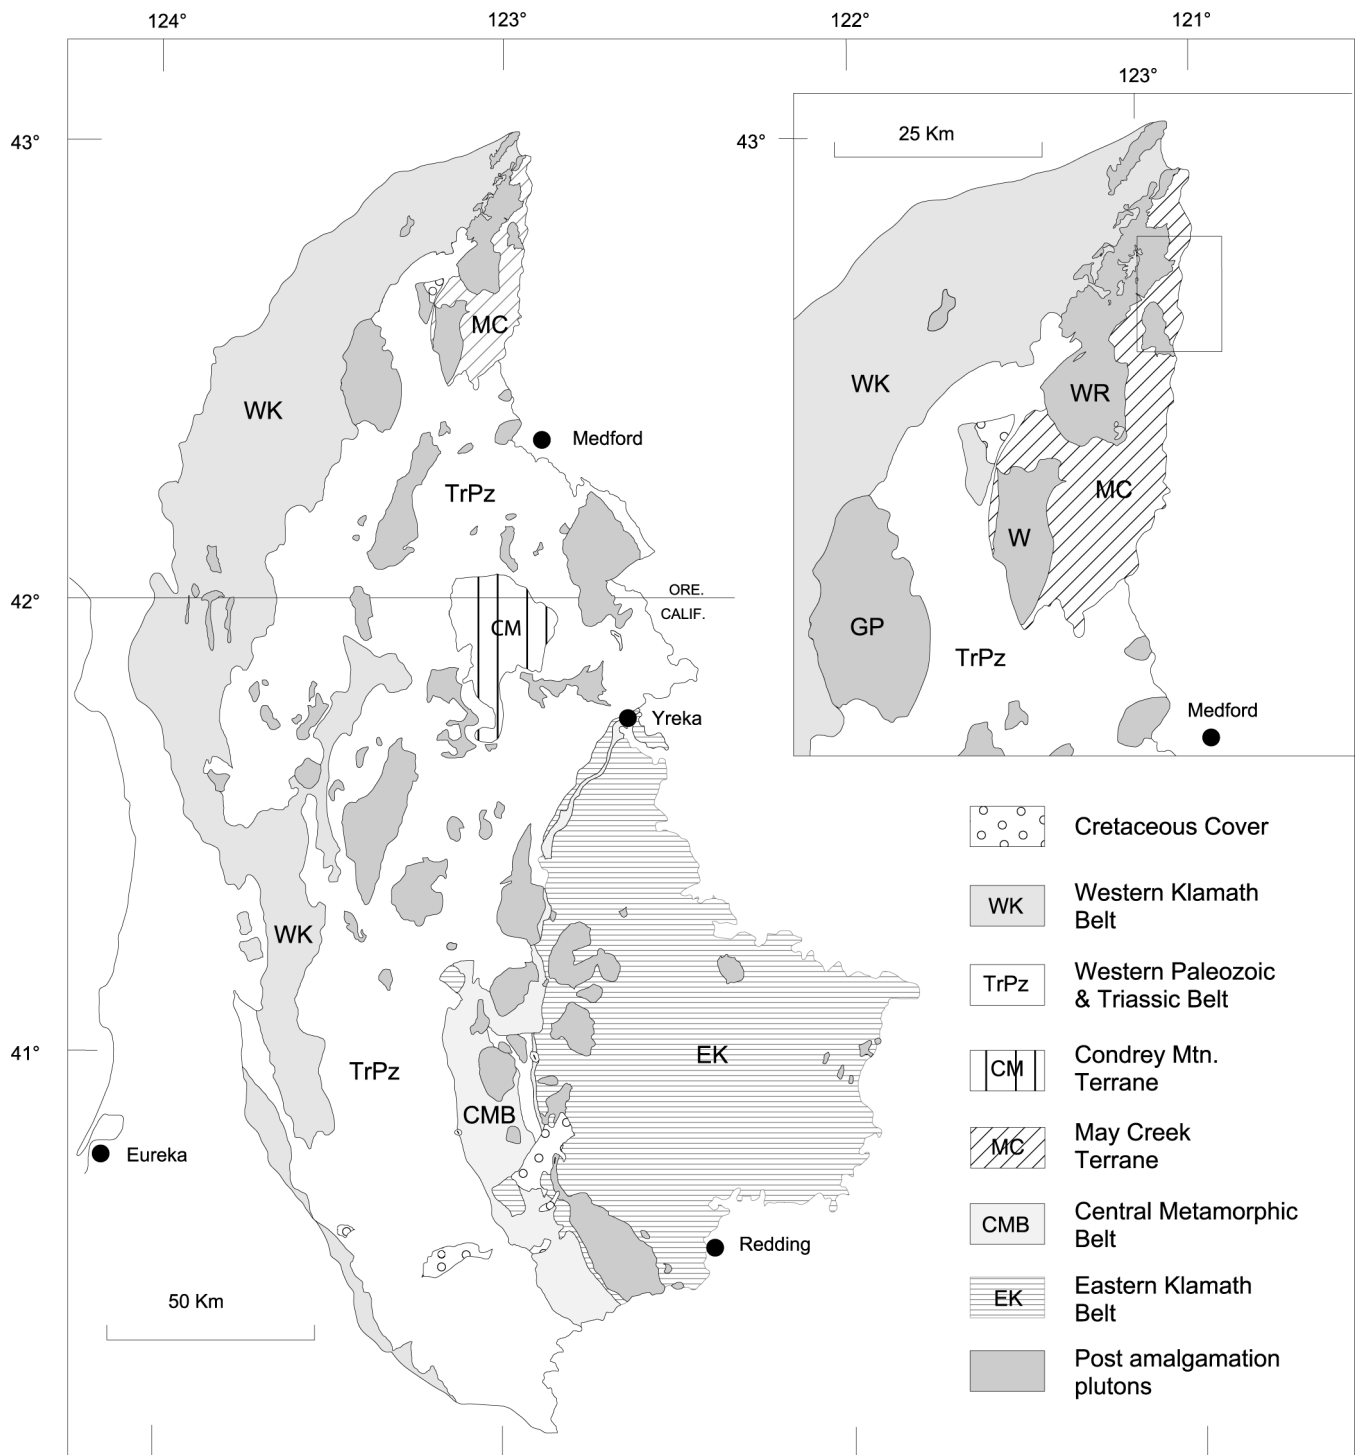 124°
123°
122°
121°
123°
43°
43°
25 Km
WK
WR
MC
W
GP
TrPz
Medford
MC
WK
Medford
TrPz
42°
ORE.
CALIF.
CM
Yreka
WK
41°
EK
TrPz
CMB
Eureka
Redding
50 Km
Cretaceous Cover
WK
Western Klamath
Belt
TrPz
Western Paleozoic
& Triassic Belt
CM
Condrey Mtn.
Terrane
MC
May Creek
Terrane
CMB
Central Metamorphic
Belt
EK
Eastern Klamath
Belt
Post amalgamation
plutons